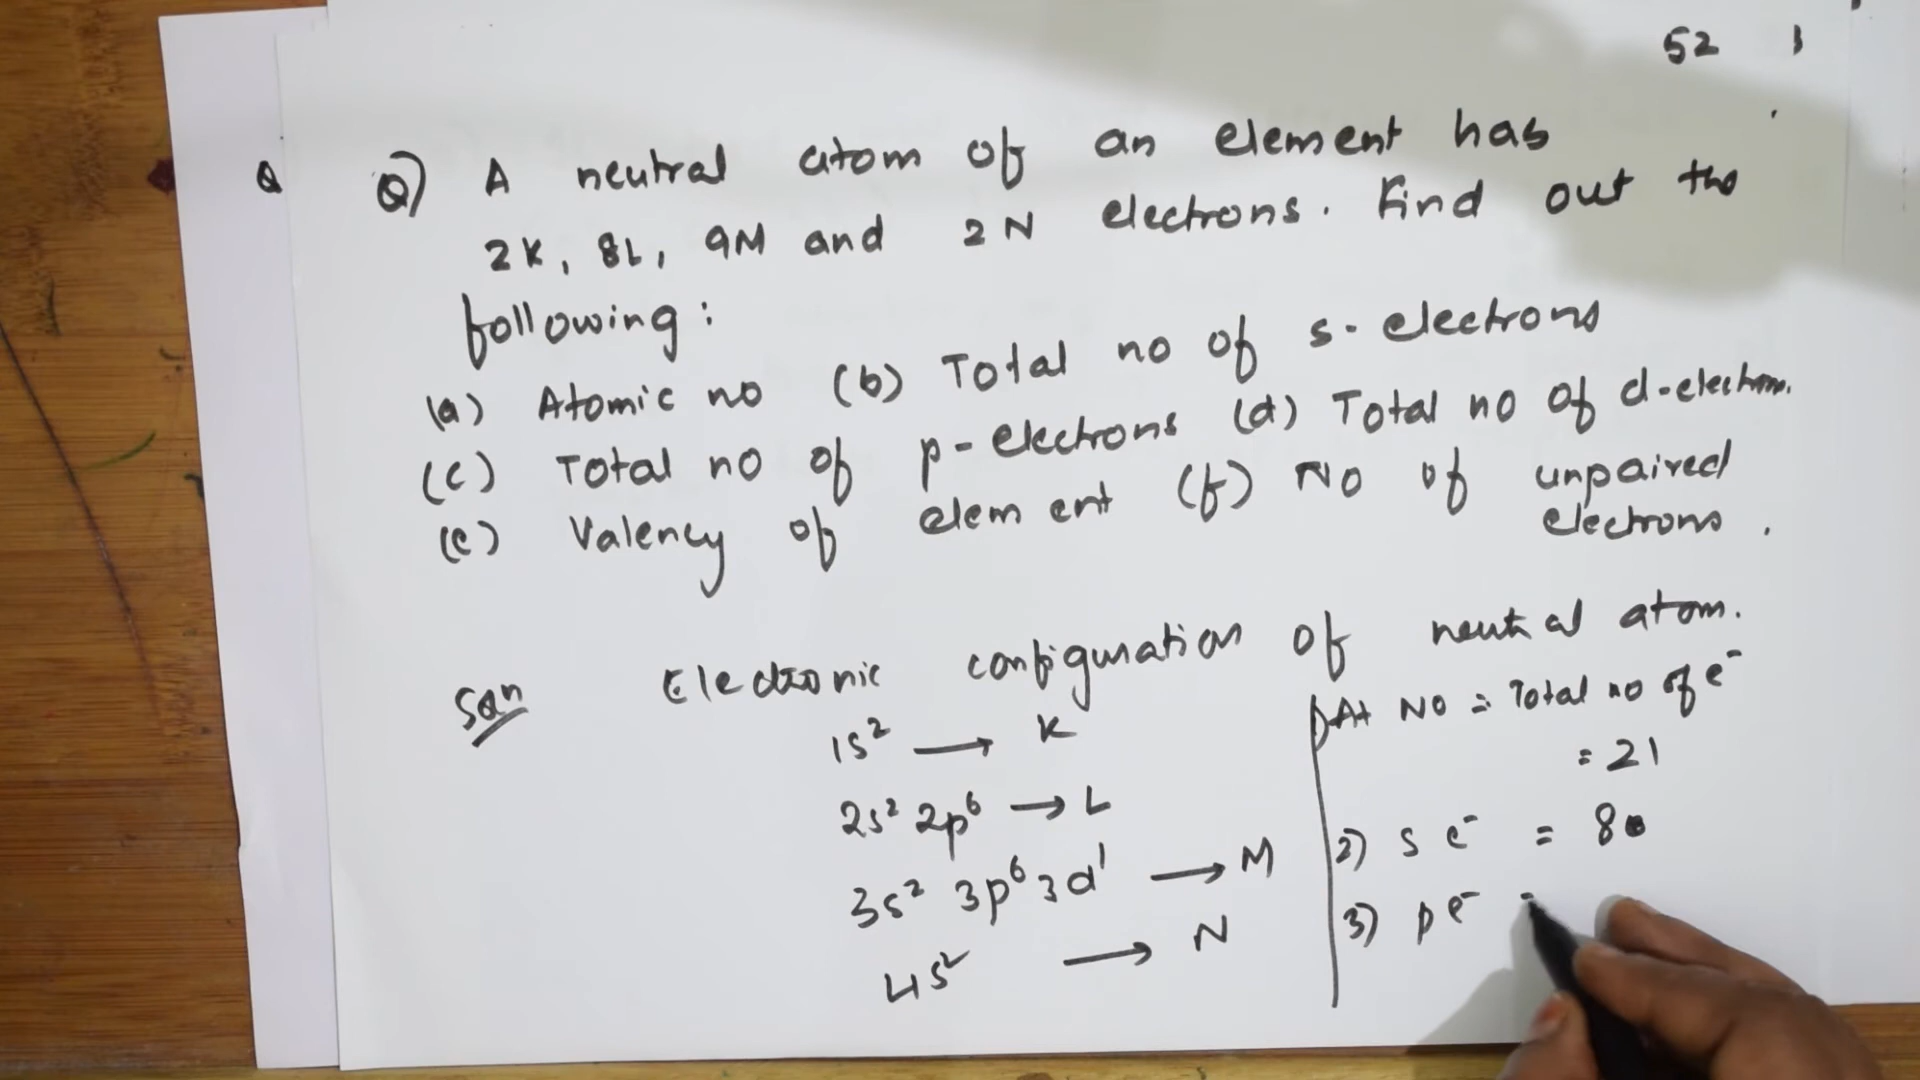 52
Q Q) A neutral atom of an element has
2K, 8L, 9M and 2N electrons. Find out the
following:
(a) Atomic no (b) Total no of s-electrons
(c) Total no of p-electrons (d) Total no of d-electrons.
(e) Valency of element (f) No of unpaired
electrons.
Soln Electronic configuration of neutral atom.
1s² → K
2s² 2p⁶ → L
3s² 3p⁶ 3d¹ → M
4s² → N
1) At No = Total no of e⁻
= 21
2) s e⁻ = 8
3) p e⁻ =